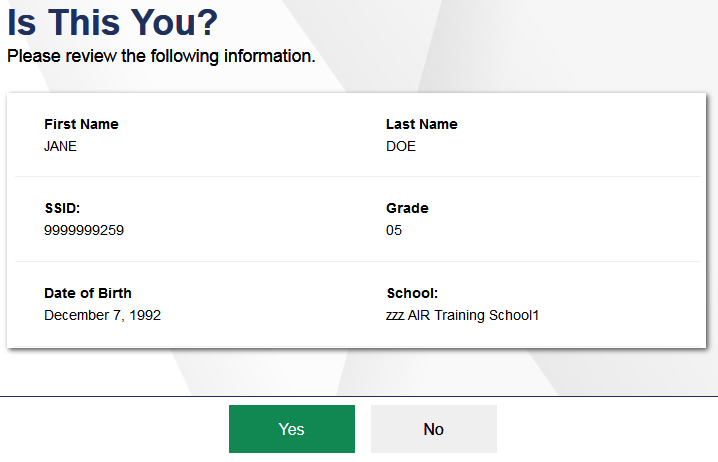 Is This You?
Please review the following information.
First Name
JANE
Last Name
DOE
SSID:
9999999259
Grade
05
Date of Birth
December 7, 1992
School:
zzz AIR Training School1
Yes
No